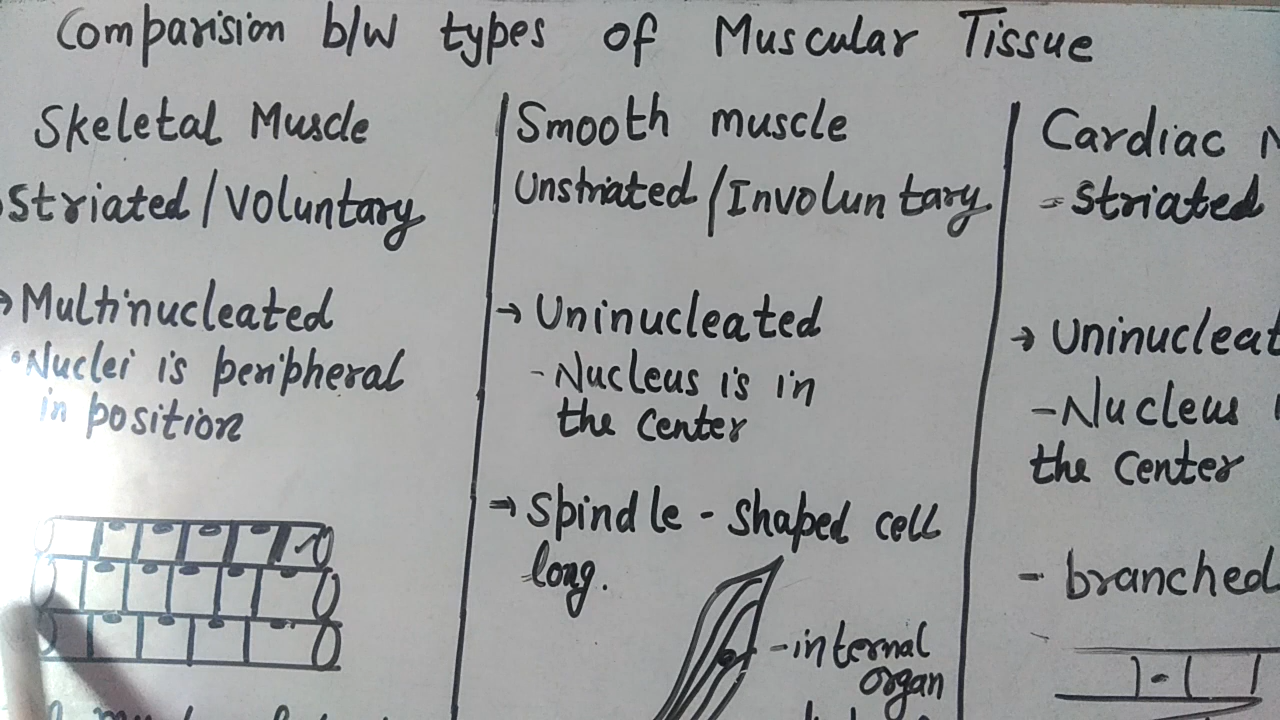 Comparision b/w types of Muscular Tissue
Skeletal Muscle
Striated / Voluntary
→ Multinucleated
Nuclei is peripheral
in position
Smooth muscle
Unstriated / Involuntary
→ Uninucleated
- Nucleus is in
the center
→ Spindle - shaped cell
long.
- internal
organ
Cardiac
- Striated
→ Uninucleat
- Nucleus
the center
- branched